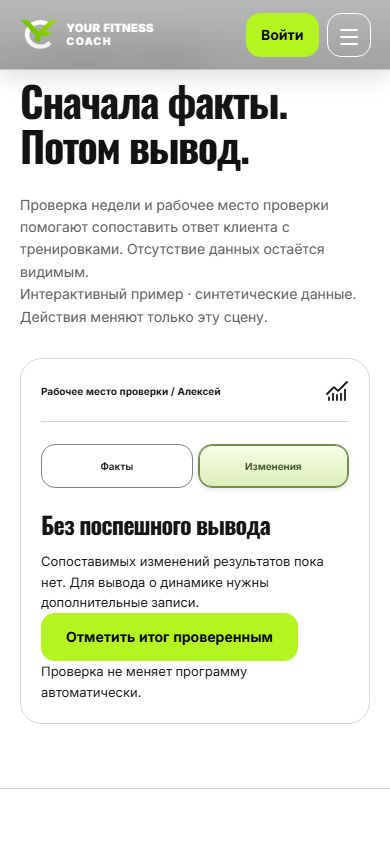 YOUR FITNESS
COACH
Войти
Сначала факты.
Потом вывод.
Проверка недели и рабочее место проверки
помогают сопоставить ответ клиента с
тренировками. Отсутствие данных остаётся
видимым.
Интерактивный пример · синтетические данные.
Действия меняют только эту сцену.
Рабочее место проверки / Алексей
Факты
Изменения
Без поспешного вывода
Сопоставимых изменений результатов пока
нет. Для вывода о динамике нужны
дополнительные записи.
Отметить итог проверенным
Проверка не меняет программу
автоматически.